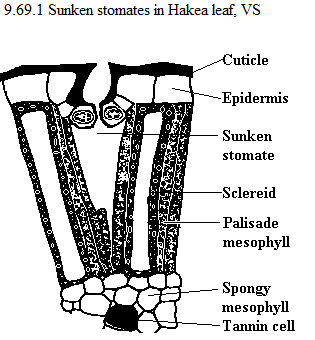 9.69.1 Sunken stomates in Hakea leaf, VS
Cuticle
Epidermis
Sunken
stomate
Sclereid
Palisade
mesophyll
Spongy
mesophyll
Tannin cell